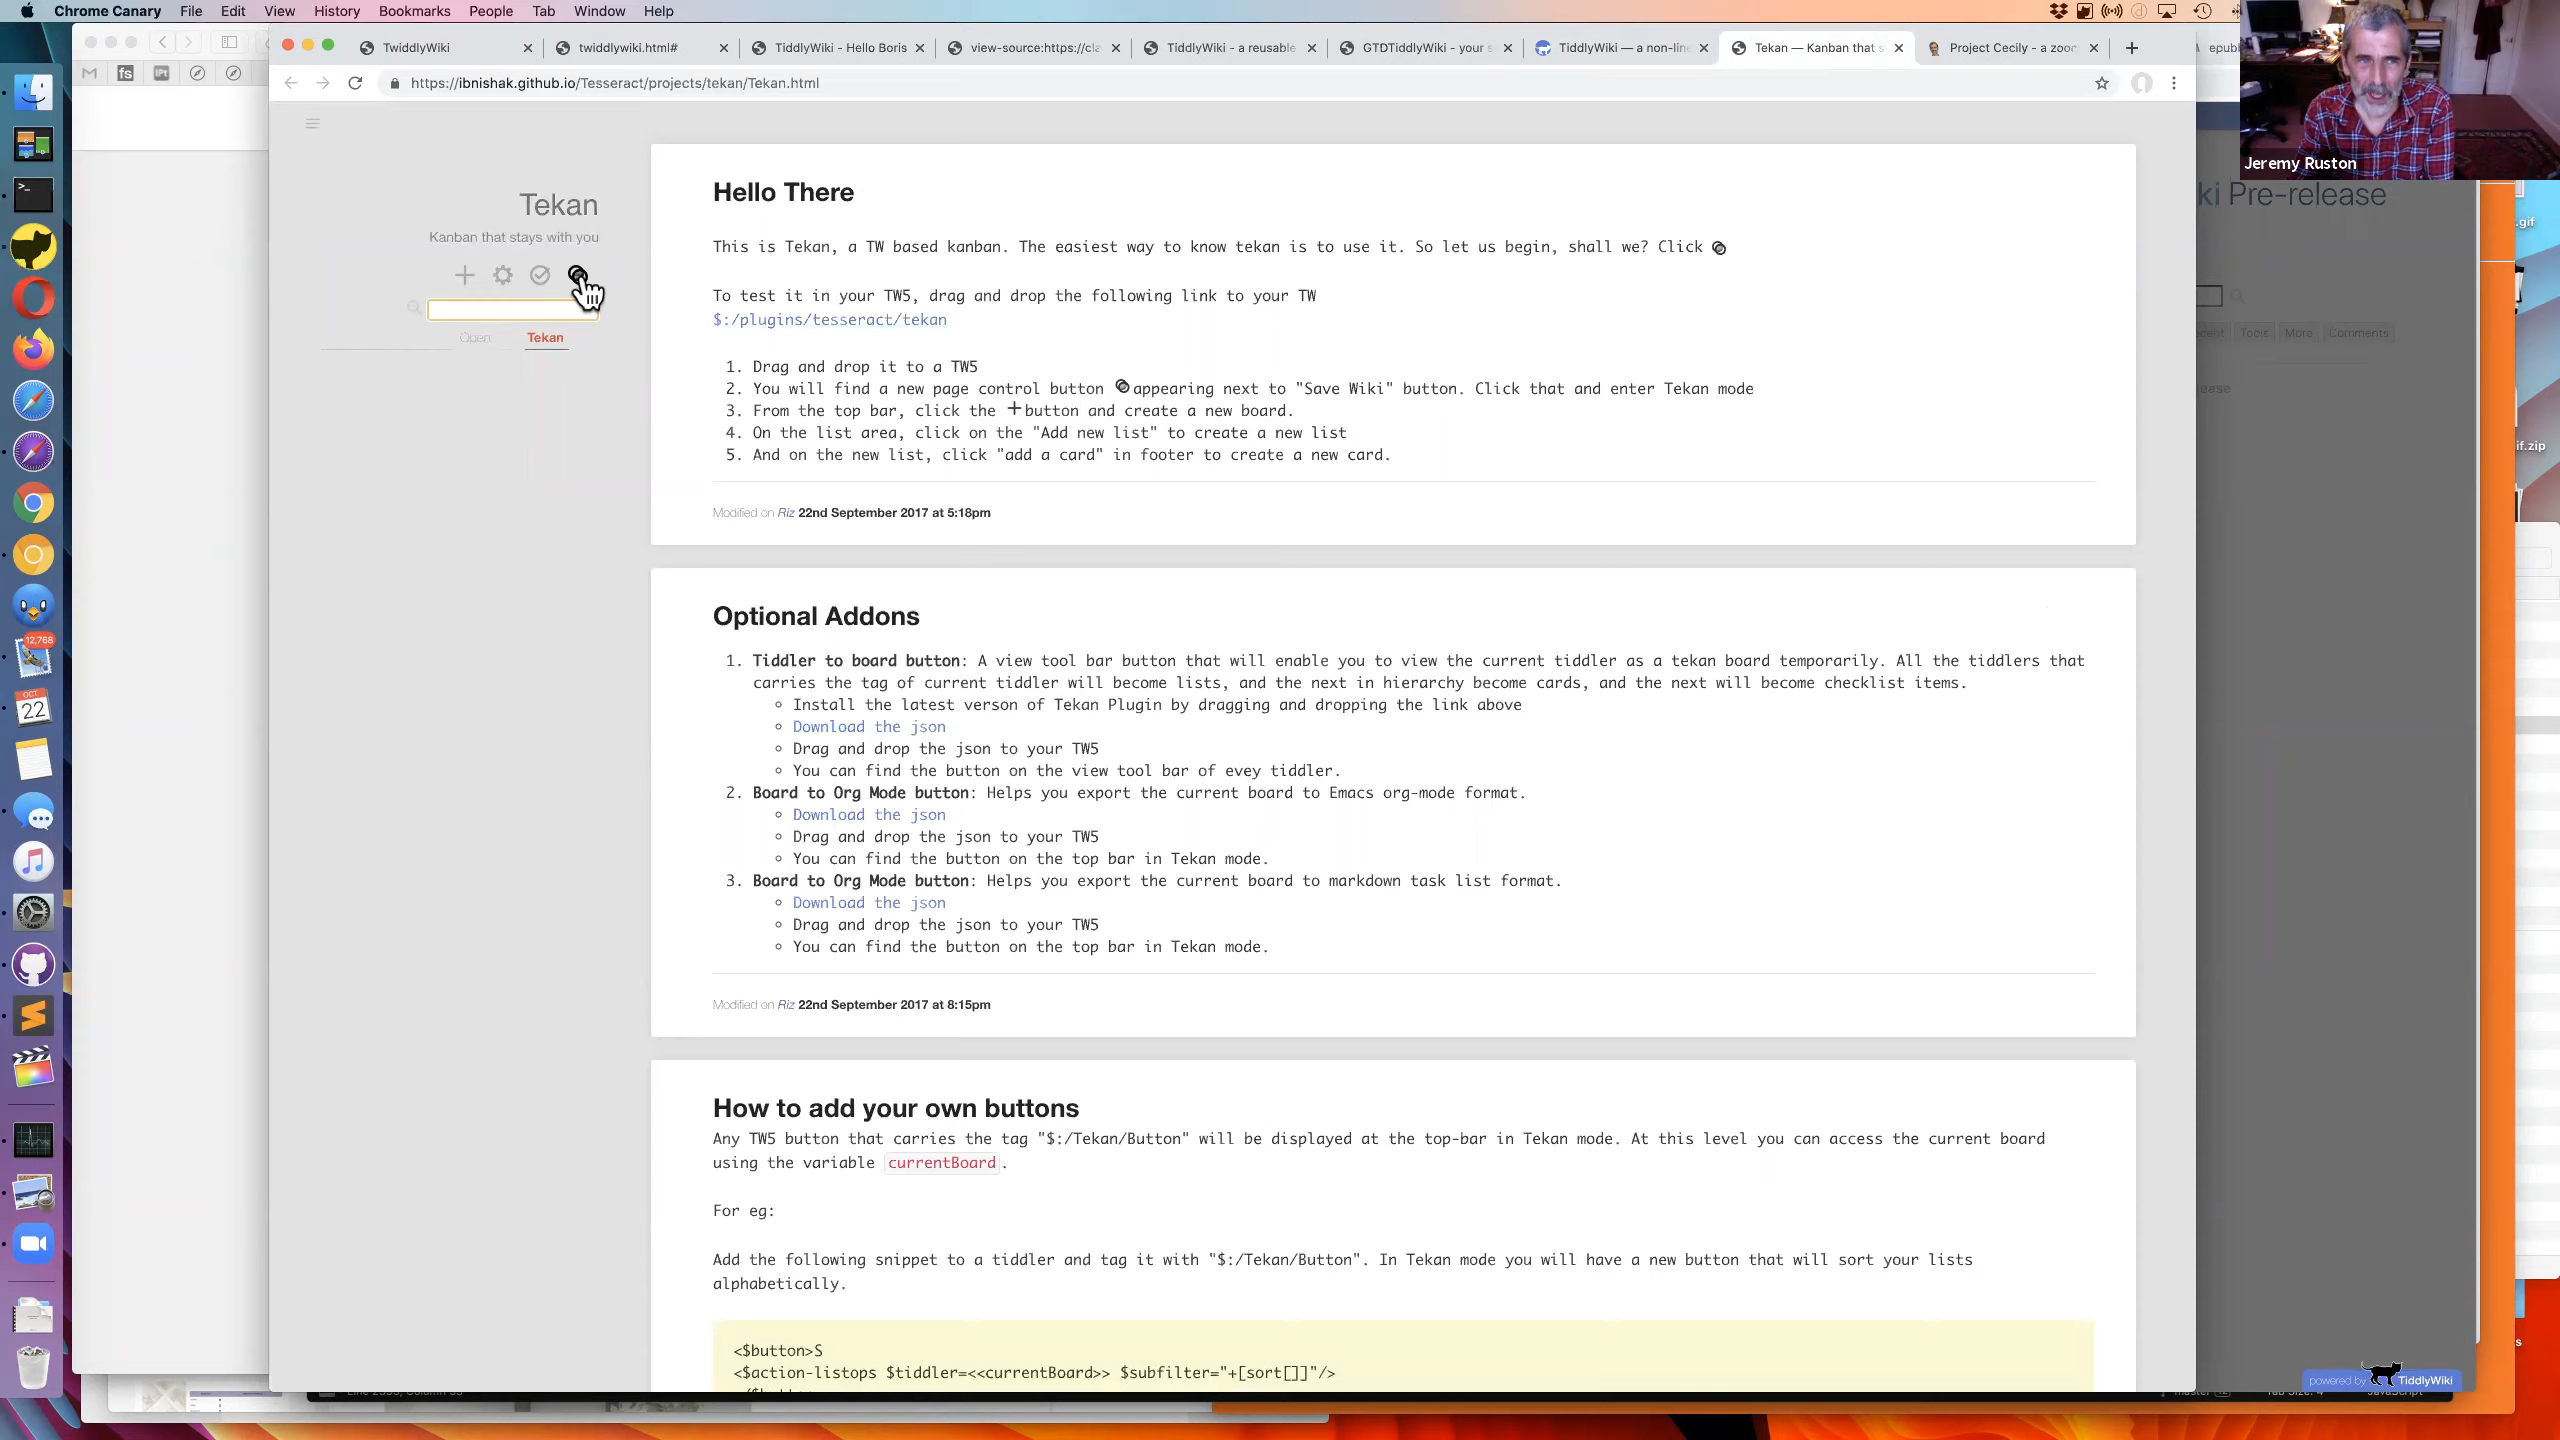 Chrome Canary File Edit View History Bookmarks People Tab Window Help
TwiddlyWiki
twiddlywiki.html#
TiddlyWiki - Hello Boris
view-source:https://cla
TiddlyWiki - a reusable
GTDTiddlyWiki - your s
TiddlyWiki — a non-line
Tekan — Kanban that s
Project Cecily - a zoom
epub
https://ibnishak.github.io/Tesseract/projects/tekan/Tekan.html
Jeremy Ruston
ki Pre-release
.gif
Tekan
Kanban that stays with you
Open
Tekan
Tools More Comments
if.zip
Hello There
This is Tekan, a TW based kanban. The easiest way to know tekan is to use it. So let us begin, shall we? Click
To test it in your TW5, drag and drop the following link to your TW
$:/plugins/tesseract/tekan
1. Drag and drop it to a TW5
2. You will find a new page control button appearing next to "Save Wiki" button. Click that and enter Tekan mode
3. From the top bar, click the +button and create a new board.
4. On the list area, click on the "Add new list" to create a new list
5. And on the new list, click "add a card" in footer to create a new card.
Modified on Riz 22nd September 2017 at 5:18pm
Optional Addons
1. Tiddler to board button: A view tool bar button that will enable you to view the current tiddler as a tekan board temporarily. All the tiddlers that
carries the tag of current tiddler will become lists, and the next in hierarchy become cards, and the next will become checklist items.
Install the latest verson of Tekan Plugin by dragging and dropping the link above
Download the json
Drag and drop the json to your TW5
You can find the button on the view tool bar of evey tiddler.
2. Board to Org Mode button: Helps you export the current board to Emacs org-mode format.
Download the json
Drag and drop the json to your TW5
You can find the button on the top bar in Tekan mode.
3. Board to Org Mode button: Helps you export the current board to markdown task list format.
Download the json
Drag and drop the json to your TW5
You can find the button on the top bar in Tekan mode.
Modified on Riz 22nd September 2017 at 8:15pm
How to add your own buttons
Any TW5 button that carries the tag "$:/Tekan/Button" will be displayed at the top-bar in Tekan mode. At this level you can access the current board
using the variable currentBoard.
For eg:
Add the following snippet to a tiddler and tag it with "$:/Tekan/Button". In Tekan mode you will have a new button that will sort your lists
alphabetically.
<$button>S
<$action-listops $tiddler=<<currentBoard>> $subfilter="+[sort[]]"/>
12,768
OCT
22
powered by TiddlyWiki